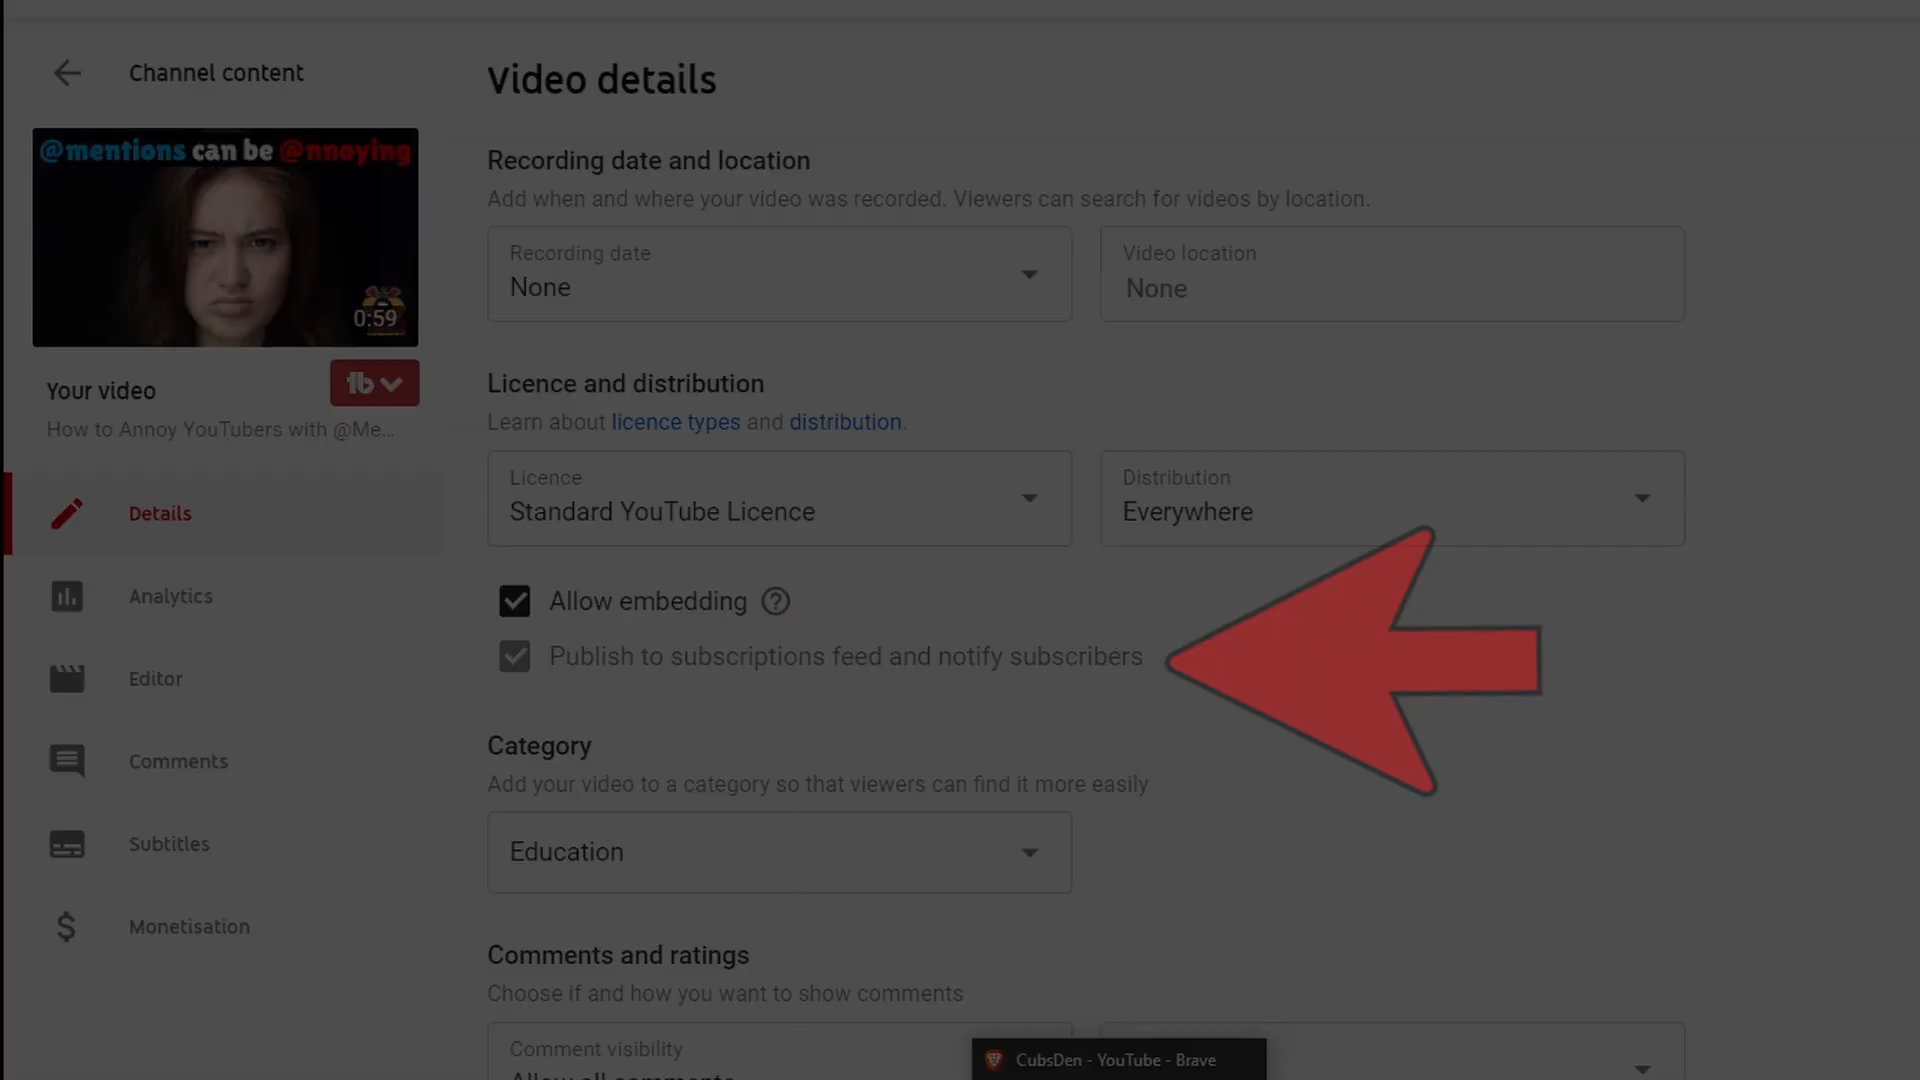 Channel content
Video details
@mentions can be @nnoying
0:59
Your video
How to Annoy YouTubers with @Me...
Details
Analytics
Editor
Comments
Subtitles
Monetisation
Recording date and location
Add when and where your video was recorded. Viewers can search for videos by location.
Recording date
None
Video location
None
Licence and distribution
Learn about licence types and distribution.
Licence
Standard YouTube Licence
Distribution
Everywhere
Allow embedding
Publish to subscriptions feed and notify subscribers
Category
Add your video to a category so that viewers can find it more easily
Education
Comments and ratings
Choose if and how you want to show comments
Comment visibility
Allow all comments
CubsDen - YouTube - Brave